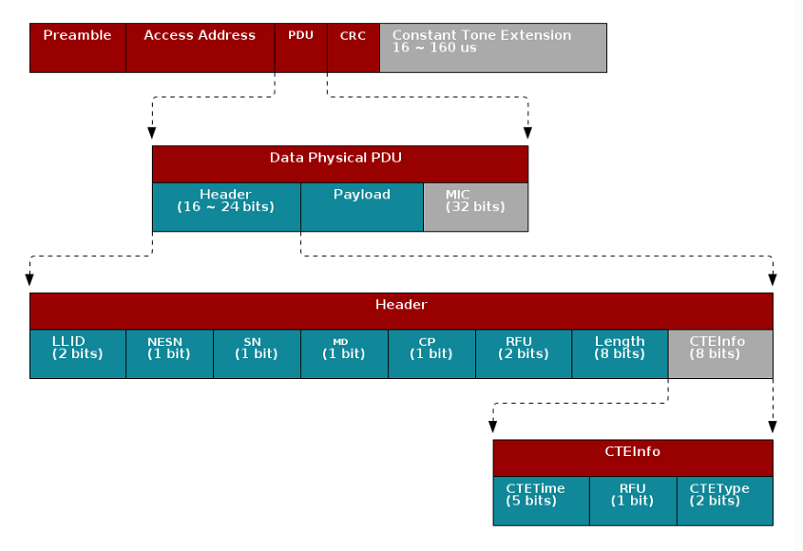 Preamble
Access Address
PDU
CRC
Constant Tone Extension
16 ~ 160 us
Data Physical PDU
Header
(16 ~ 24 bits)
Payload
MIC
(32 bits)
Header
LLID
(2 bits)
NESN
(1 bit)
SN
(1 bit)
MD
(1 bit)
CP
(1 bit)
RFU
(2 bits)
Length
(8 bits)
CTEInfo
(8 bits)
CTEInfo
CTETime
(5 bits)
RFU
(1 bit)
CTEType
(2 bits)